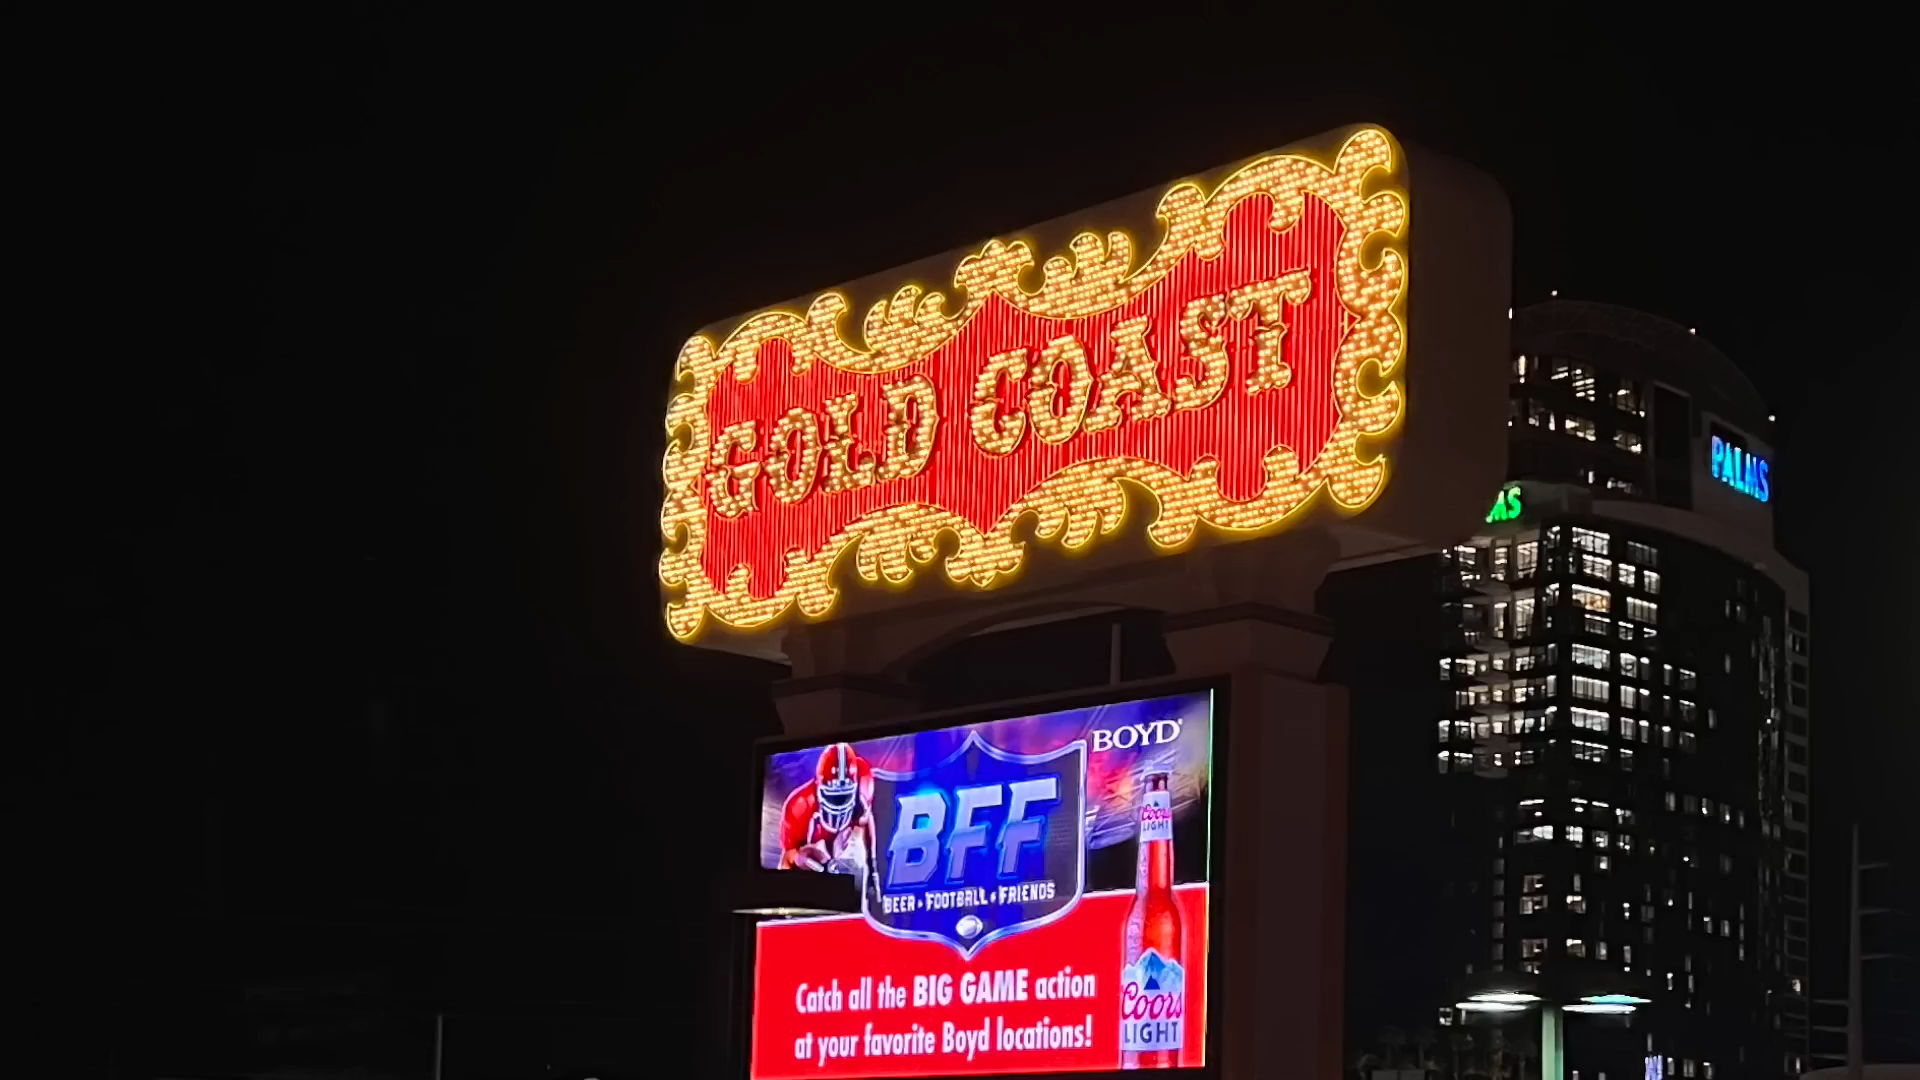 GOLD COAST
PALMS
BOYD
BFF
BEER • FOOTBALL • FRIENDS
Coors
LIGHT
Catch all the BIG GAME action
at your favorite Boyd locations!
Coors
LIGHT